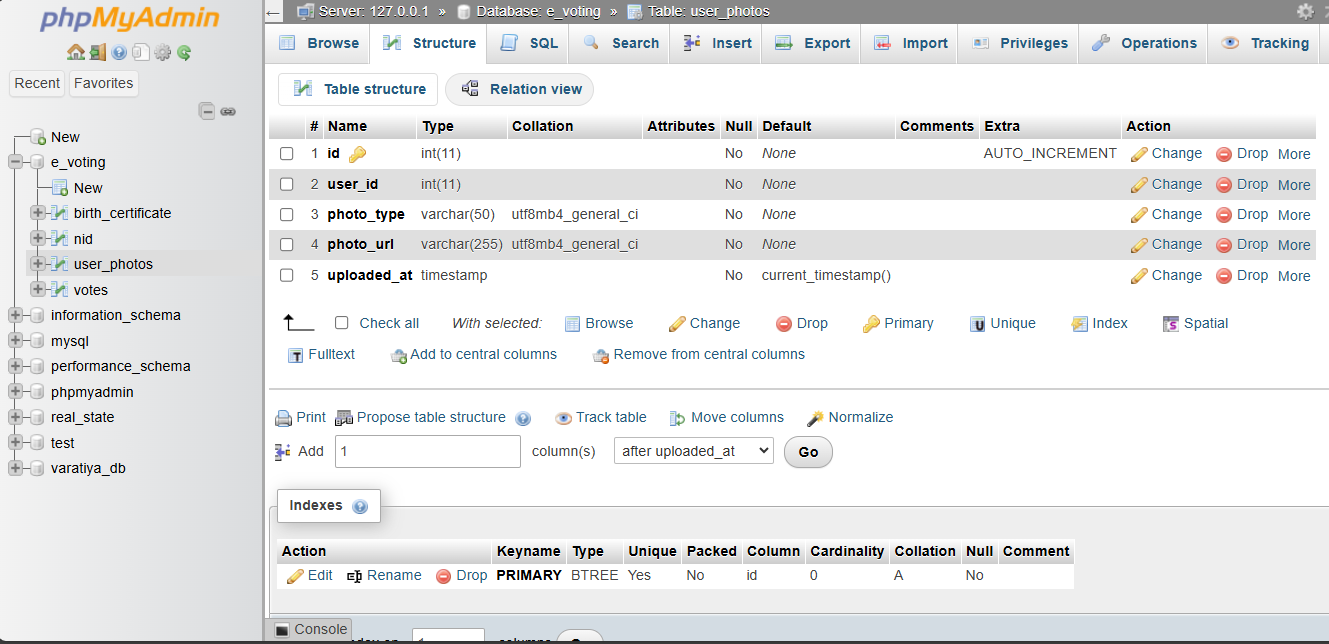 phpMyAdmin
Recent Favorites
New
e_voting
New
birth_certificate
nid
user_photos
votes
information_schema
mysql
performance_schema
phpmyadmin
real_state
test
varatiya_db
Server: 127.0.0.1 » Database: e_voting » Table: user_photos
Browse Structure SQL Search Insert Export Import Privileges Operations Tracking
Table structure Relation view
# Name Type Collation Attributes Null Default Comments Extra Action
1 id int(11) No None AUTO_INCREMENT Change Drop More
2 user_id int(11) No None Change Drop More
3 photo_type varchar(50) utf8mb4_general_ci No None Change Drop More
4 photo_url varchar(255) utf8mb4_general_ci No None Change Drop More
5 uploaded_at timestamp No current_timestamp() Change Drop More
Check all With selected: Browse Change Drop Primary Unique Index Spatial
Fulltext Add to central columns Remove from central columns
Print Propose table structure Track table Move columns Normalize
Add 1 column(s) after uploaded_at Go
Indexes
Action Keyname Type Unique Packed Column Cardinality Collation Null Comment
Edit Rename Drop PRIMARY BTREE Yes No id 0 A No
Console